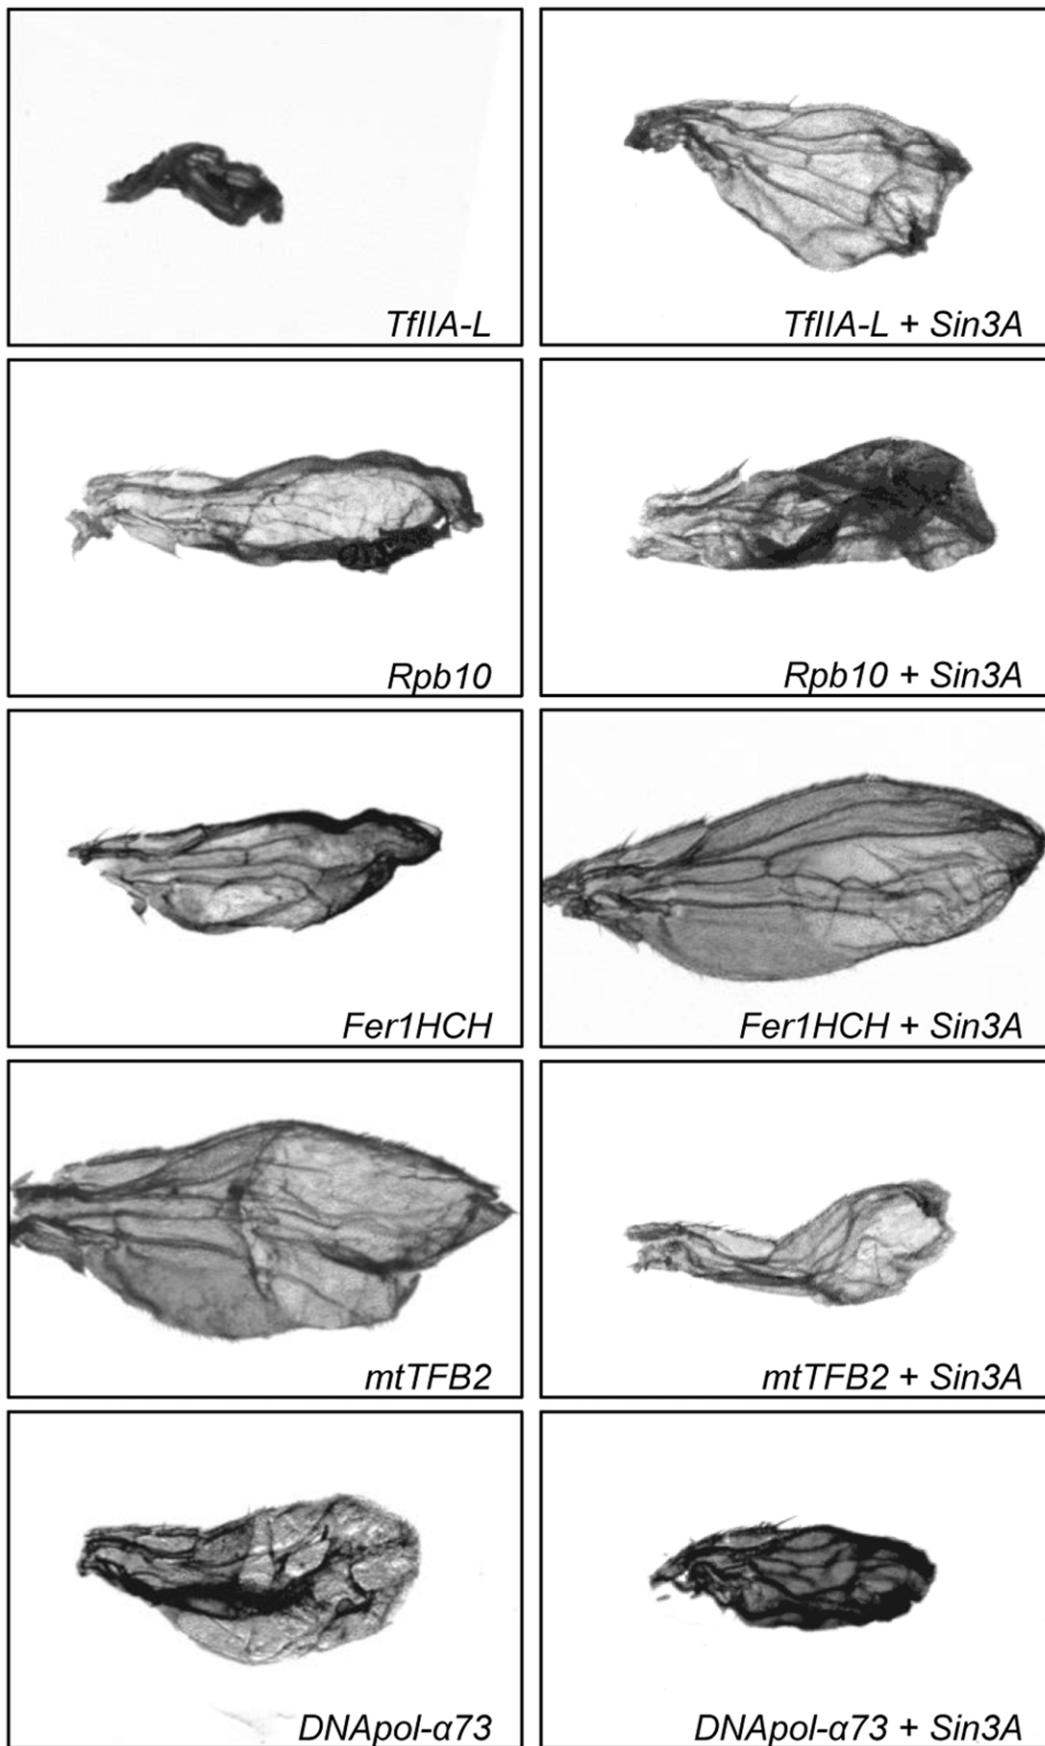 TfIIA-L
TfIIA-L + Sin3A
Rpb10
Rpb10 + Sin3A
Fer1HCH
Fer1HCH + Sin3A
mtTFB2
mtTFB2 + Sin3A
DNApol-α73
DNApol-α73 + Sin3A